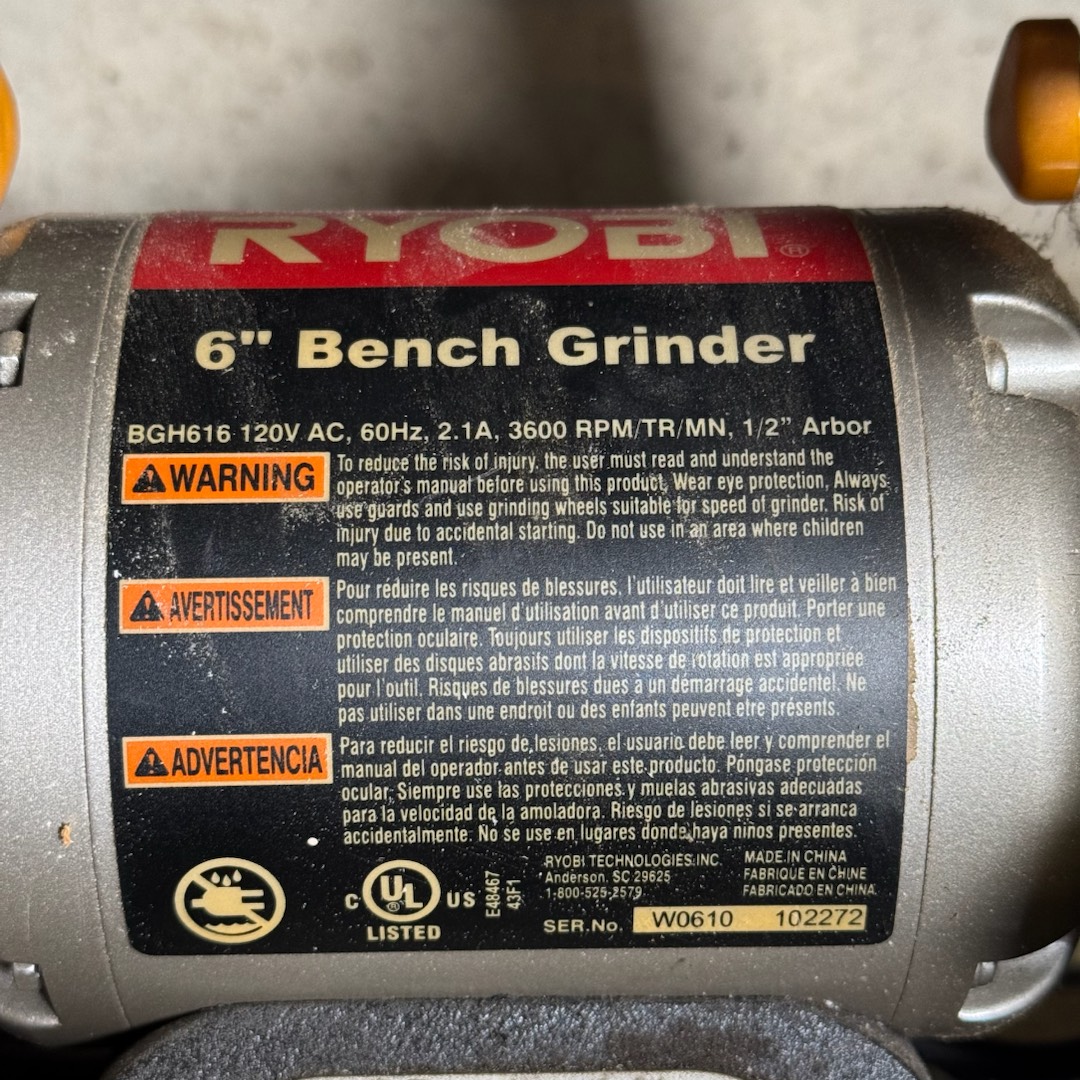 RYOBI®
6" Bench Grinder
BGH616 120V AC, 60Hz, 2.1A, 3600 RPM/TR/MN, 1/2" Arbor
WARNING
To reduce the risk of injury, the user must read and understand the
operator's manual before using this product. Wear eye protection. Always
use guards and use grinding wheels suitable for speed of grinder. Risk of
injury due to accidental starting. Do not use in an area where children
may be present.
AVERTISSEMENT
Pour réduire les risques de blessures, l'utilisateur doit lire et veiller à bien
comprendre le manuel d'utilisation avant d'utiliser ce produit. Porter une
protection oculaire. Toujours utiliser les dispositifs de protection et
utiliser des disques abrasifs dont la vitesse de rotation est appropriée
pour l'outil. Risques de blessures dues à un démarrage accidentel. Ne
pas utiliser dans une endroit ou des enfants peuvent etre présents.
ADVERTENCIA
Para reducir el riesgo de lesiones, el usuario debe leer y comprender el
manual del operador antes de usar este producto. Póngase protección
ocular. Siempre use las protecciones y muelas abrasivas adecuadas
para la velocidad de la amoladora. Riesgo de lesiones si se arranca
accidentalmente. No se use en lugares donde haya niños presentes.
C UL® US
LISTED
E48467
43F1
RYOBI TECHNOLOGIES.INC.
Anderson, SC 29625
1-800-525-2579
MADE IN CHINA
FABRIQUÉ EN CHINE
FABRICADO EN CHINA
SER.No. W0610 102272